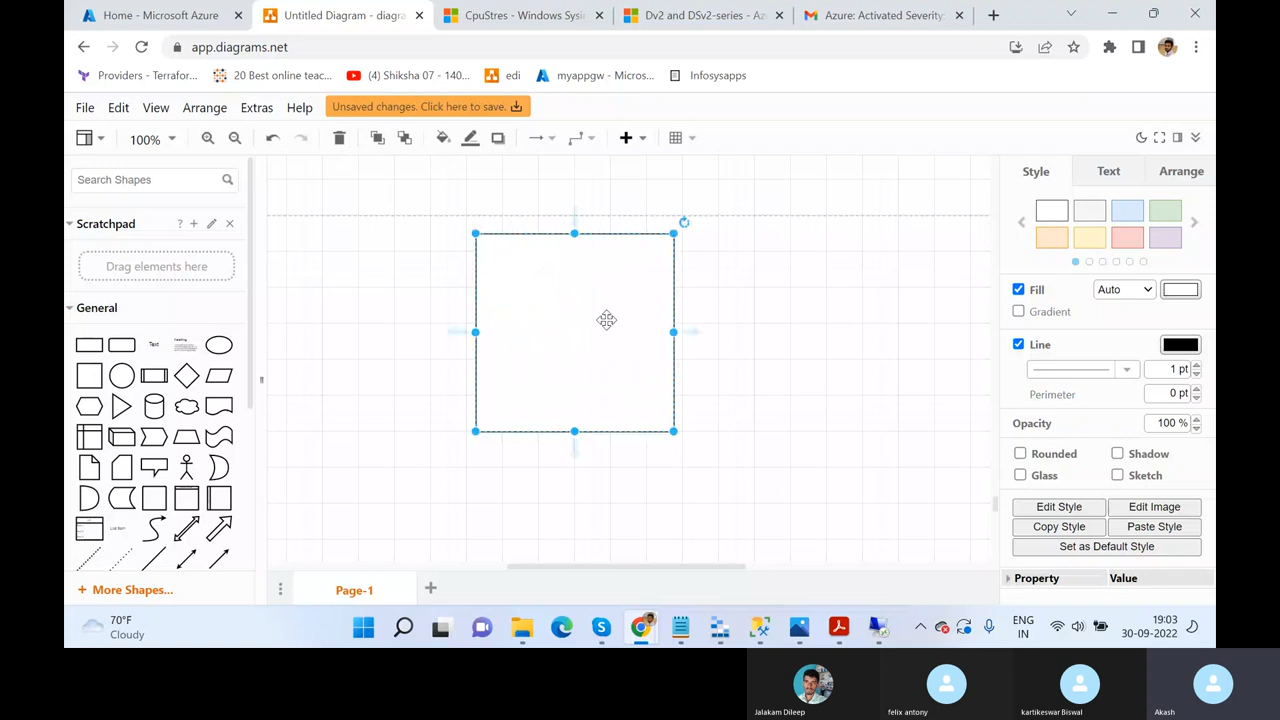 Home - Microsoft Azure
Untitled Diagram - diagra
CpuStres - Windows Sysi
Dv2 and DSv2-series - Az
Azure: Activated Severity:
app.diagrams.net
Providers - Terrafor...
20 Best online teac...
(4) Shiksha 07 - 140...
edi
myappgw - Micros...
Infosysapps
File Edit View Arrange Extras Help
Unsaved changes. Click here to save.
100%
Search Shapes
Scratchpad
?
Drag elements here
General
Text
Heading
List Item
More Shapes...
Page-1
Style Text Arrange
Fill Auto
Gradient
Line
1 pt
Perimeter 0 pt
Opacity 100 %
Rounded Shadow
Glass Sketch
Edit Style Edit Image
Copy Style Paste Style
Set as Default Style
Property Value
70°F
Cloudy
ENG
IN
19:03
30-09-2022
Jalakam Dileep
felix antony
kartikeswar Biswal
Akash